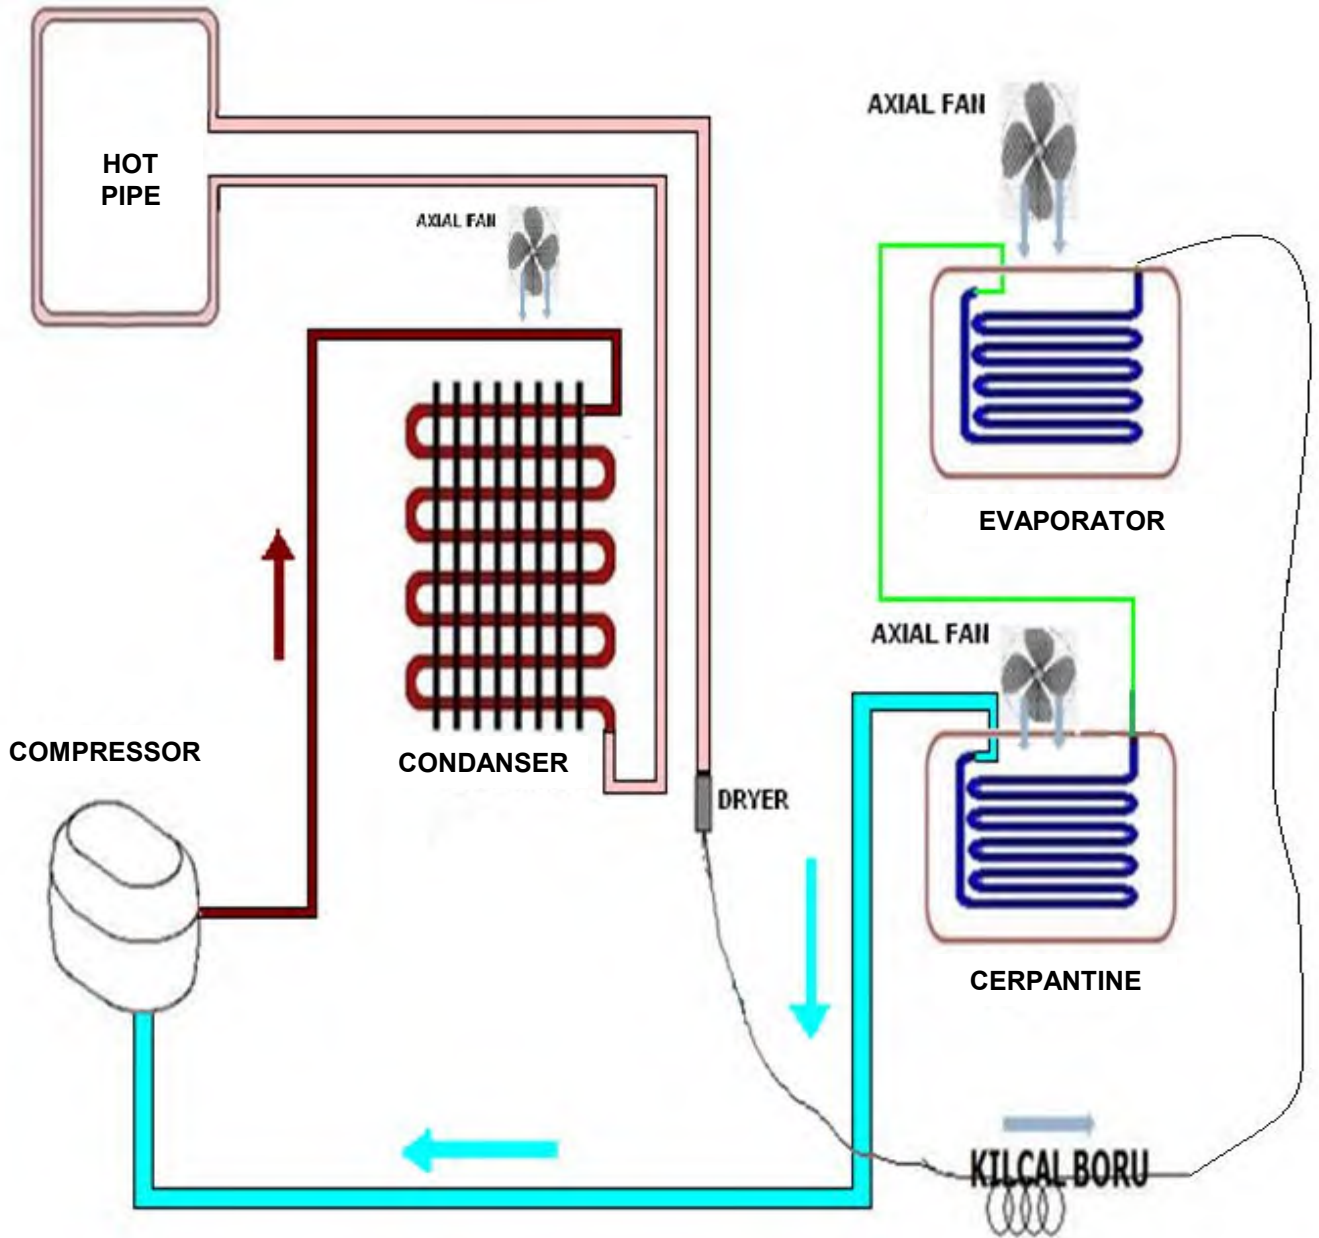 AXIAL FAN
HOT
PIPE
AXIAL FAN
EVAPORATOR
AXIAL FAN
COMPRESSOR
CONDANSER
DRYER
CERPANTINE
KILCAL BORU